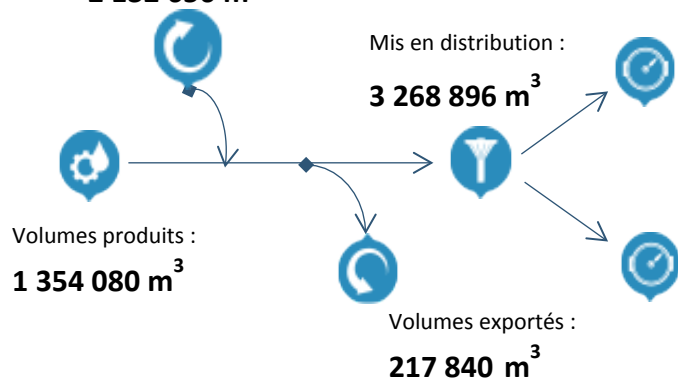 Mis en distribution :
3 268 896 m³
Volumes produits :
1 354 080 m³
Volumes exportés :
217 840 m³